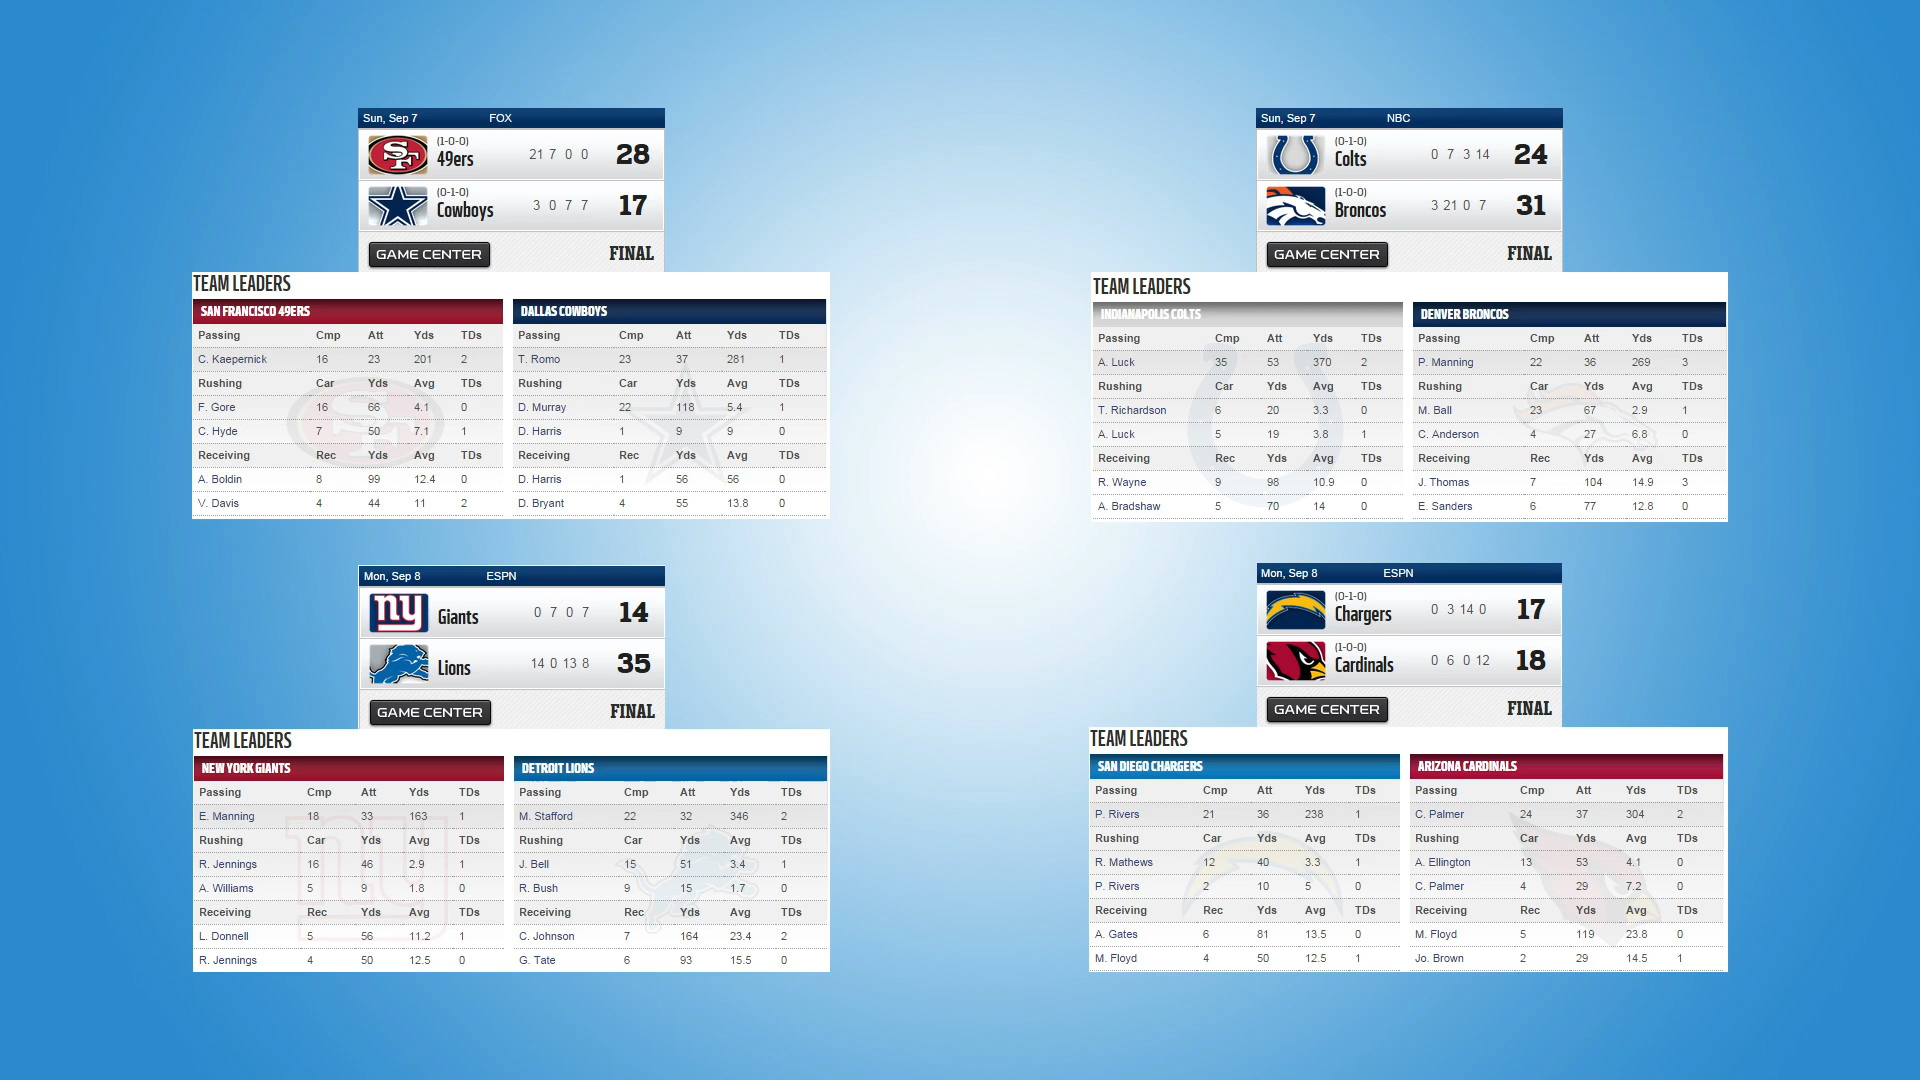 Sun, Sep 7 FOX
(1-0-0)
49ers 21 7 0 0 28
(0-1-0)
Cowboys 3 0 7 7 17
GAME CENTER FINAL
TEAM LEADERS
SAN FRANCISCO 49ERS
Passing Cmp Att Yds TDs
C. Kaepernick 16 23 201 2
Rushing Car Yds Avg TDs
F. Gore 16 66 4.1 0
C. Hyde 7 50 7.1 1
Receiving Rec Yds Avg TDs
A. Boldin 8 99 12.4 0
V. Davis 4 44 11 2
DALLAS COWBOYS
Passing Cmp Att Yds TDs
T. Romo 23 37 281 1
Rushing Car Yds Avg TDs
D. Murray 22 118 5.4 1
D. Harris 1 9 9 0
Receiving Rec Yds Avg TDs
D. Harris 1 56 56 0
D. Bryant 4 55 13.8 0
Sun, Sep 7 NBC
(0-1-0)
Colts 0 7 3 14 24
(1-0-0)
Broncos 3 21 0 7 31
GAME CENTER FINAL
TEAM LEADERS
INDIANAPOLIS COLTS
Passing Cmp Att Yds TDs
A. Luck 35 53 370 2
Rushing Car Yds Avg TDs
T. Richardson 6 20 3.3 0
A. Luck 5 19 3.8 1
Receiving Rec Yds Avg TDs
R. Wayne 9 98 10.9 0
A. Bradshaw 5 70 14 0
DENVER BRONCOS
Passing Cmp Att Yds TDs
P. Manning 22 36 269 3
Rushing Car Yds Avg TDs
M. Ball 23 67 2.9 1
C. Anderson 4 27 6.8 0
Receiving Rec Yds Avg TDs
J. Thomas 7 104 14.9 3
E. Sanders 6 77 12.8 0
Mon, Sep 8 ESPN
ny Giants 0 7 0 7 14
Lions 14 0 13 8 35
GAME CENTER FINAL
TEAM LEADERS
NEW YORK GIANTS
Passing Cmp Att Yds TDs
E. Manning 18 33 163 1
Rushing Car Yds Avg TDs
R. Jennings 16 46 2.9 1
A. Williams 5 9 1.8 0
Receiving Rec Yds Avg TDs
L. Donnell 5 56 11.2 1
R. Jennings 4 50 12.5 0
DETROIT LIONS
Passing Cmp Att Yds TDs
M. Stafford 22 32 346 2
Rushing Car Yds Avg TDs
J. Bell 15 51 3.4 1
R. Bush 9 15 1.7 0
Receiving Rec Yds Avg TDs
C. Johnson 7 164 23.4 2
G. Tate 6 93 15.5 0
Mon, Sep 8 ESPN
(0-1-0)
Chargers 0 3 14 0 17
(1-0-0)
Cardinals 0 6 0 12 18
GAME CENTER FINAL
TEAM LEADERS
SAN DIEGO CHARGERS
Passing Cmp Att Yds TDs
P. Rivers 21 36 238 1
Rushing Car Yds Avg TDs
R. Mathews 12 40 3.3 1
P. Rivers 2 10 5 0
Receiving Rec Yds Avg TDs
A. Gates 6 81 13.5 0
M. Floyd 4 50 12.5 1
ARIZONA CARDINALS
Passing Cmp Att Yds TDs
C. Palmer 24 37 304 2
Rushing Car Yds Avg TDs
A. Ellington 13 53 4.1 0
C. Palmer 4 29 7.2 0
Receiving Rec Yds Avg TDs
M. Floyd 5 119 23.8 0
Jo. Brown 2 29 14.5 1